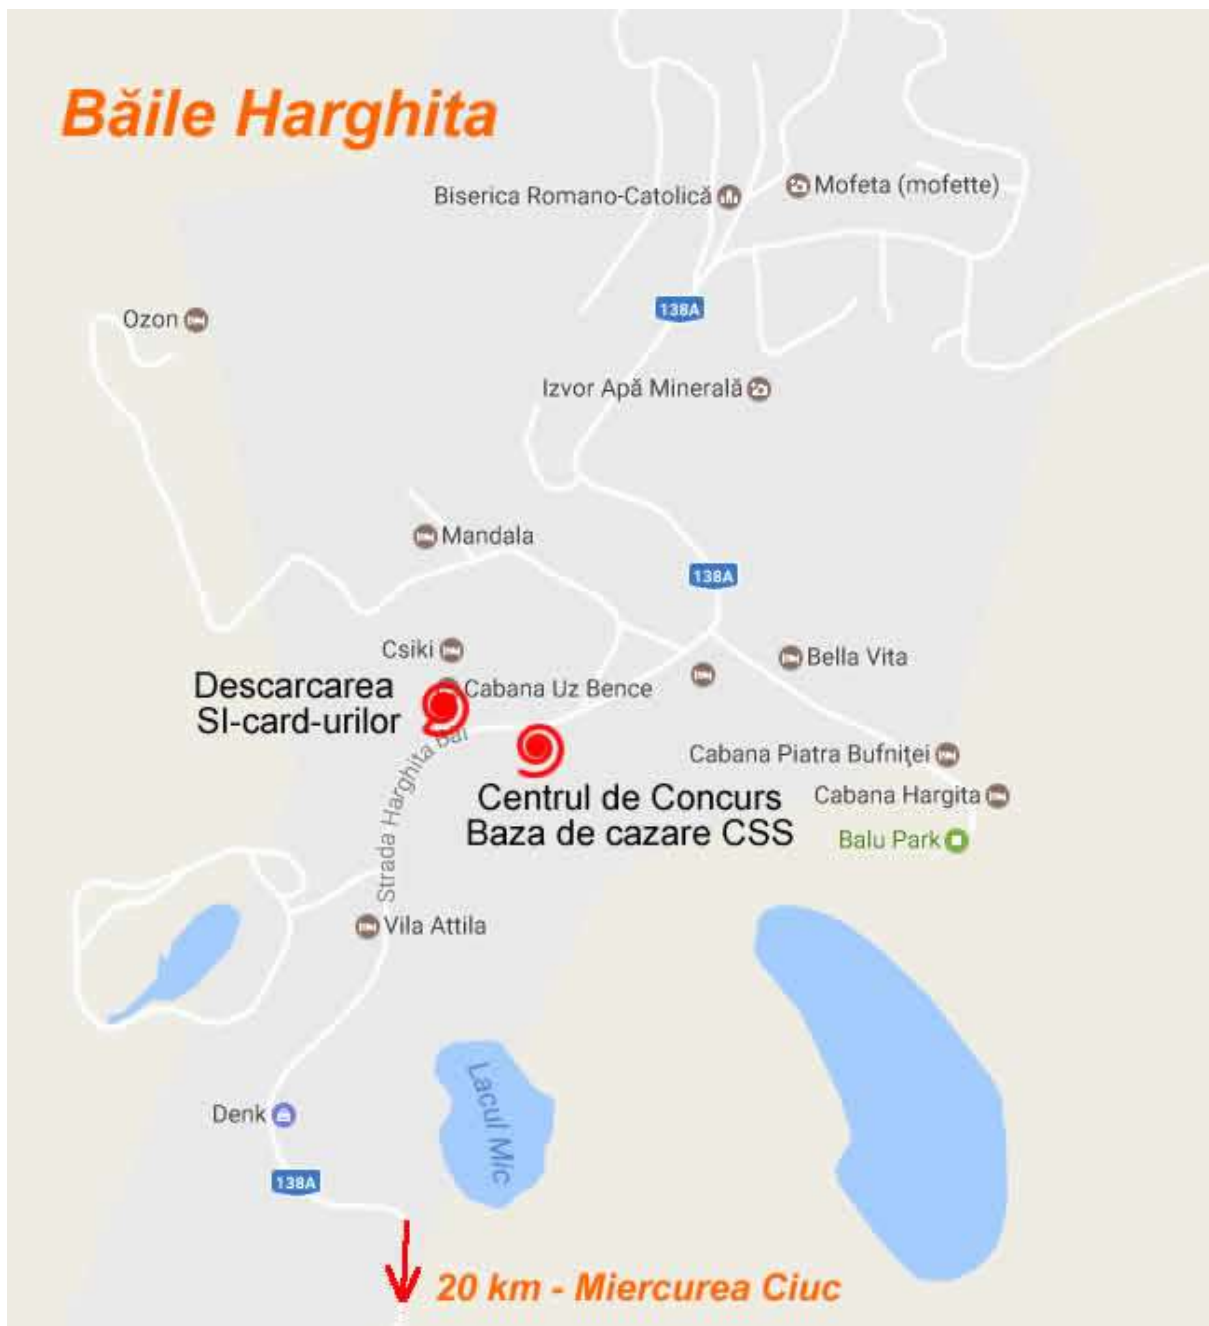 Băile Harghita
Mofeta (mofette)
Biserica Romano-Catolică
138A
Ozon
Izvor Apă Minerală
Mandala
138A
Csiki
Bella Vita
Descarcarea
SI-card-urilor
Cabana Uz Bence
Strada Harghita Băi
Cabana Piatra Bufniţei
Centrul de Concurs
Baza de cazare CSS
Cabana Hargita
Balu Park
Vila Attila
Lacul Mic
Denk
138A
20 km - Miercurea Ciuc